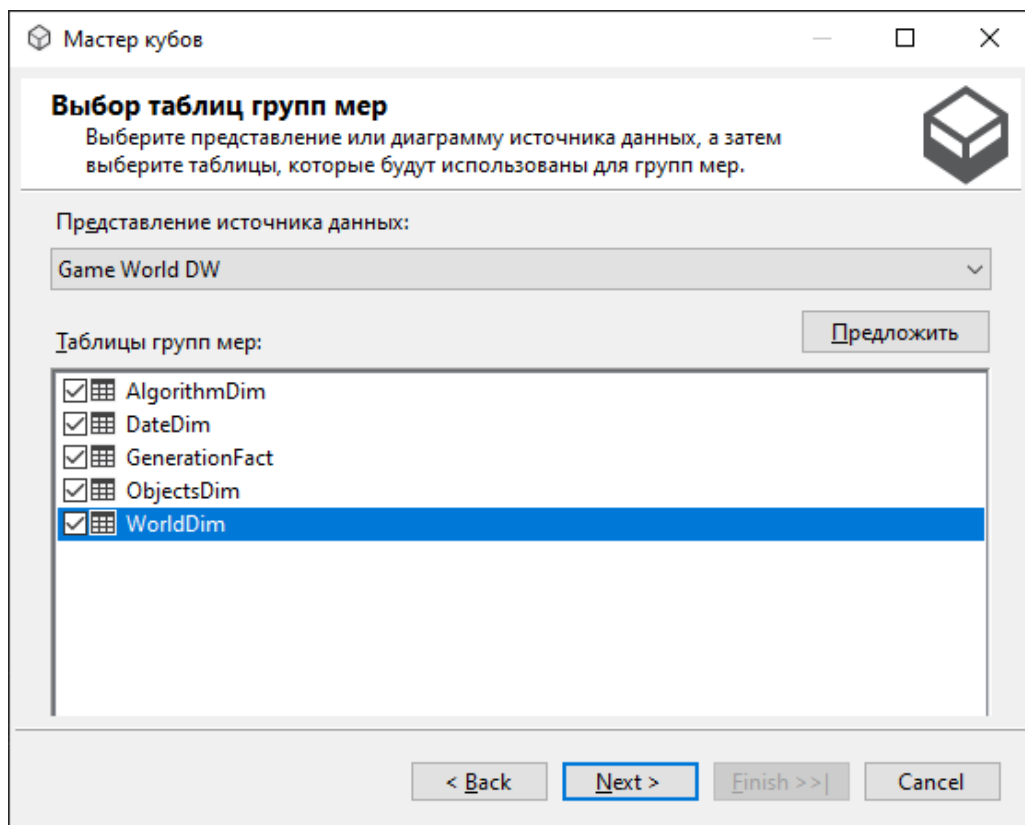 Мастер кубов
Выбор таблиц групп мер
Выберите представление или диаграмму источника данных, а затем
выберите таблицы, которые будут использованы для групп мер.
Представление источника данных:
Game World DW
Предложить
Таблицы групп мер:
AlgorithmDim
DateDim
GenerationFact
ObjectsDim
WorldDim
< Back
Next >
Finish >>|
Cancel